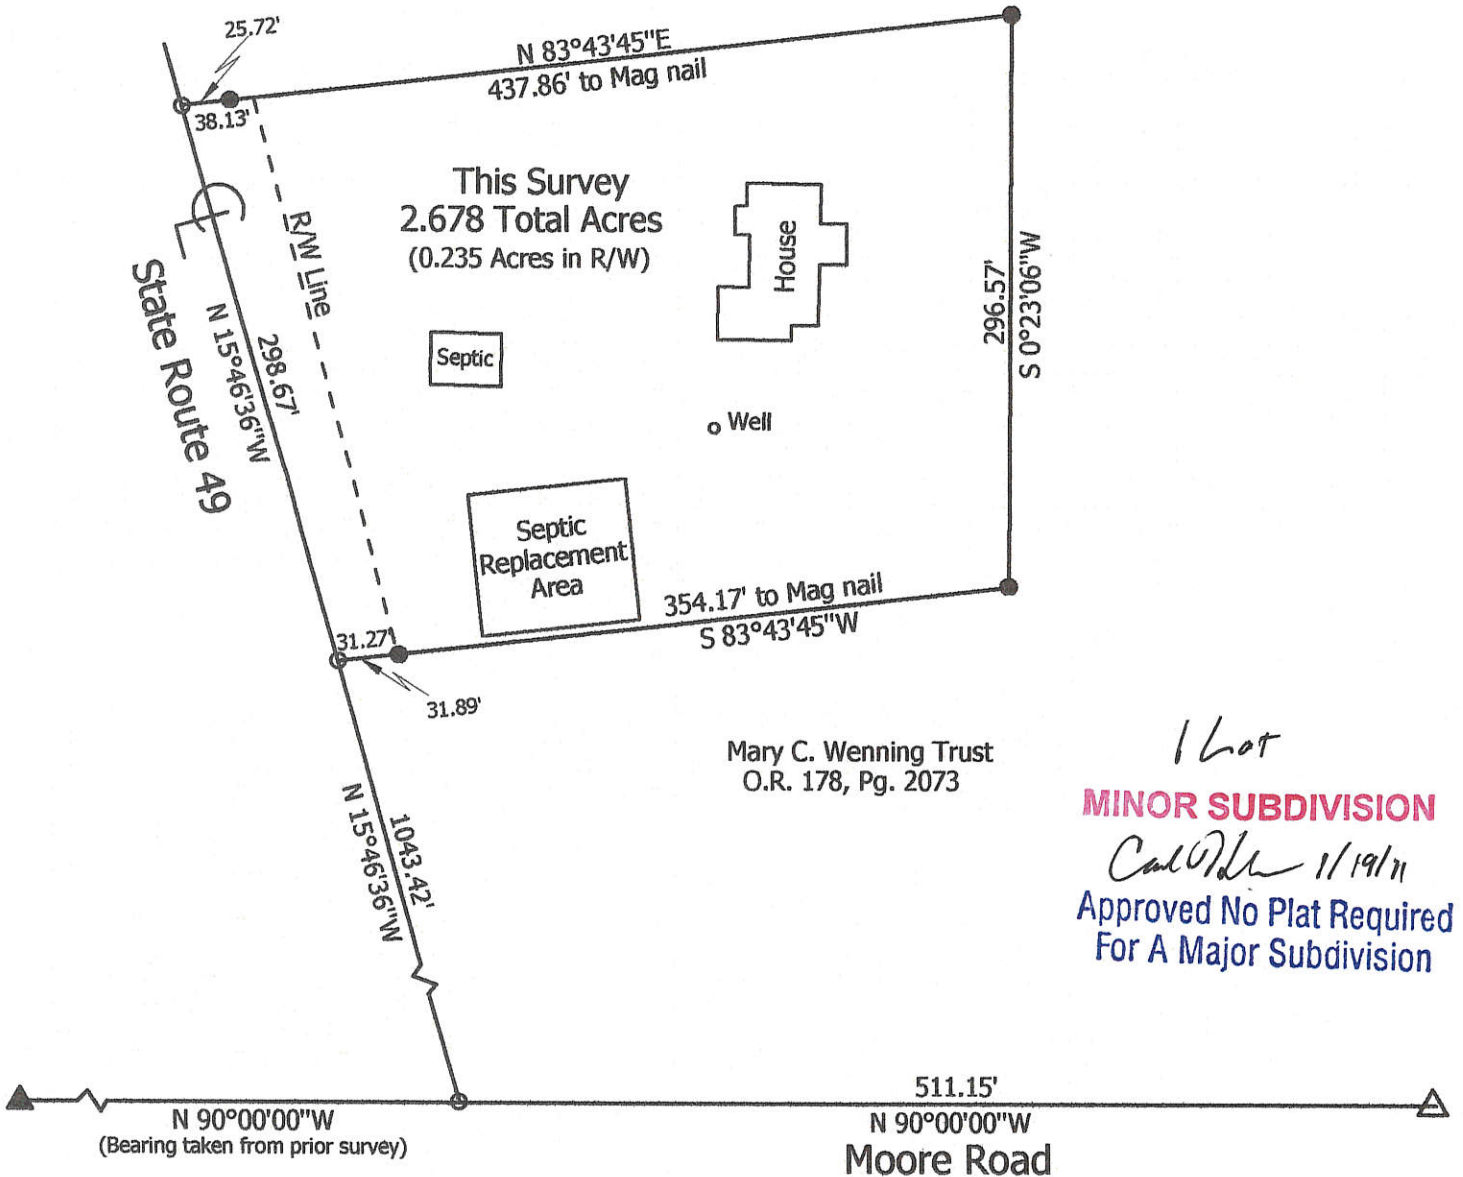 25.72'
N 83°43'45"E
437.86' to Mag nail
38.13'
This Survey
2.678 Total Acres
(0.235 Acres in R/W)
R/W Line
House
State Route 49
N 15°46'36"W
298.67'
296.57'
S 0°23'06"W
Septic
Well
Septic
Replacement
Area
354.17' to Mag nail
S 83°43'45"W
31.27'
31.89'
Mary C. Wenning Trust
O.R. 178, Pg. 2073
1 Lot
MINOR SUBDIVISION
1/19/11
Approved No Plat Required
For A Major Subdivision
N 15°46'36"W
1043.42'
511.15'
N 90°00'00"W
(Bearing taken from prior survey)
N 90°00'00"W
Moore Road